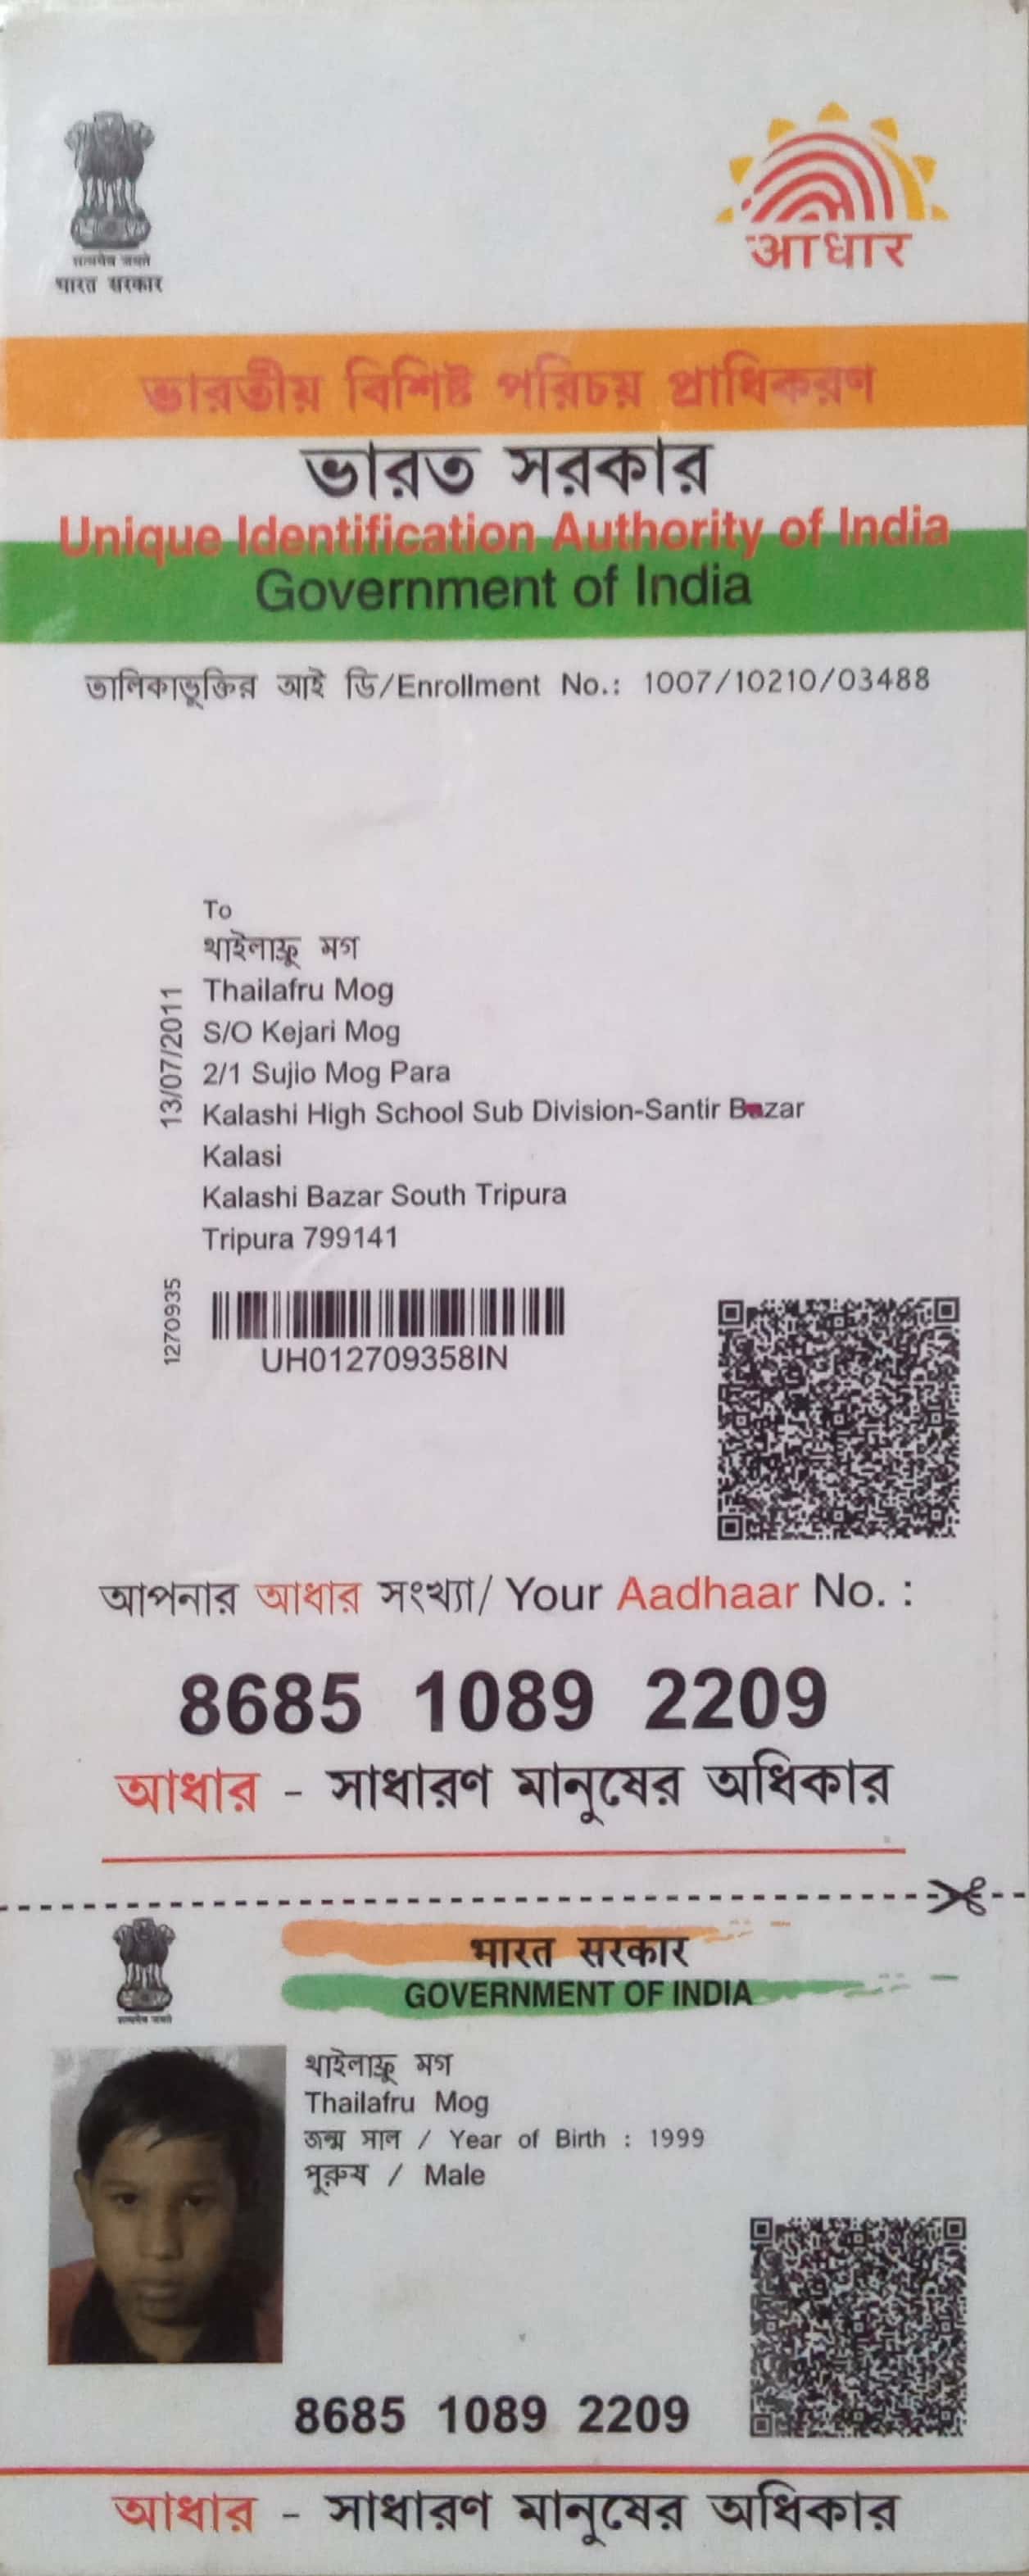 सत्यमेव जयते
भारत सरकार
आधार
ভারতীয় বিশিষ্ট পরিচয় প্রাধিকরণ
ভারত সরকার
Unique Identification Authority of India
Government of India
তালিকাভুক্তির আই ডি/Enrollment No.: 1007/10210/03488
To
থাইলাফ্রু মগ
Thailafru Mog
S/O Kejari Mog
2/1 Sujio Mog Para
Kalashi High School Sub Division-Santir Bazar
Kalasi
Kalashi Bazar South Tripura
Tripura 799141
13/07/2011
1270935
UH012709358IN
আপনার আধার সংখ্যা/ Your Aadhaar No. :
8685 1089 2209
আধার - সাধারণ মানুষের অধিকার
सत्यमेव जयते
भारत सरकार
GOVERNMENT OF INDIA
থাইলাফ্রু মগ
Thailafru Mog
জন্ম সাল / Year of Birth : 1999
পুরুষ / Male
8685 1089 2209
আধার - সাধারণ মানুষের অধিকার